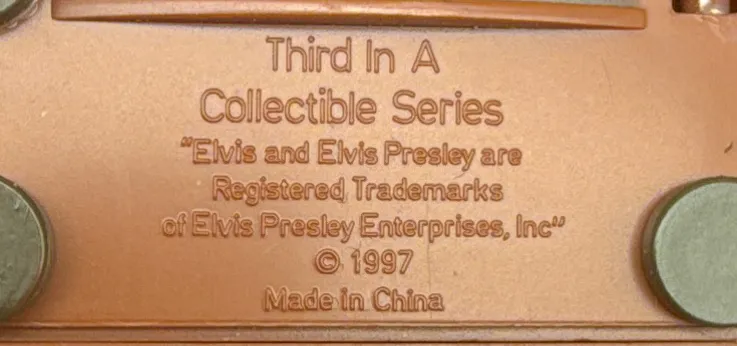 Third In A
Collectible Series
"Elvis and Elvis Presley are
Registered Trademarks
of Elvis Presley Enterprises, Inc"
© 1997
Made in China